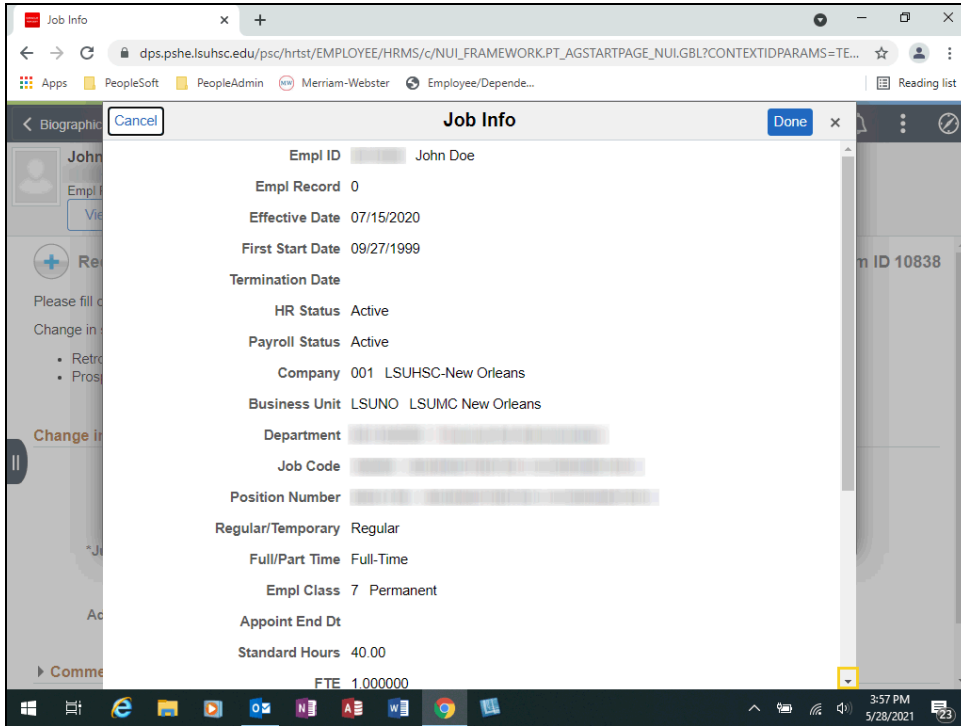 Job Info
dps.pshe.lsuhsc.edu/psc/hrtst/EMPLOYEE/HRMS/c/NUI_FRAMEWORK.PT_AGSTARTPAGE_NUI.GBL?CONTEXTIDPARAMS=TE...
Apps PeopleSoft PeopleAdmin MW Merriam-Webster Employee/Depende... Reading list
Biographic Cancel Job Info Done
John
Empl
Empl ID John Doe
Empl Record 0
Effective Date 07/15/2020
First Start Date 09/27/1999
m ID 10838
Termination Date
Please fill
HR Status Active
Change in
Payroll Status Active
Company 001 LSUHSC-New Orleans
Business Unit LSUNO LSUMC New Orleans
Change in
Department
Job Code
Position Number
Regular/Temporary Regular
Full/Part Time Full-Time
Empl Class 7 Permanent
Appoint End Dt
Standard Hours 40.00
Comme
FTE 1.000000
3:57 PM
5/28/2021
23